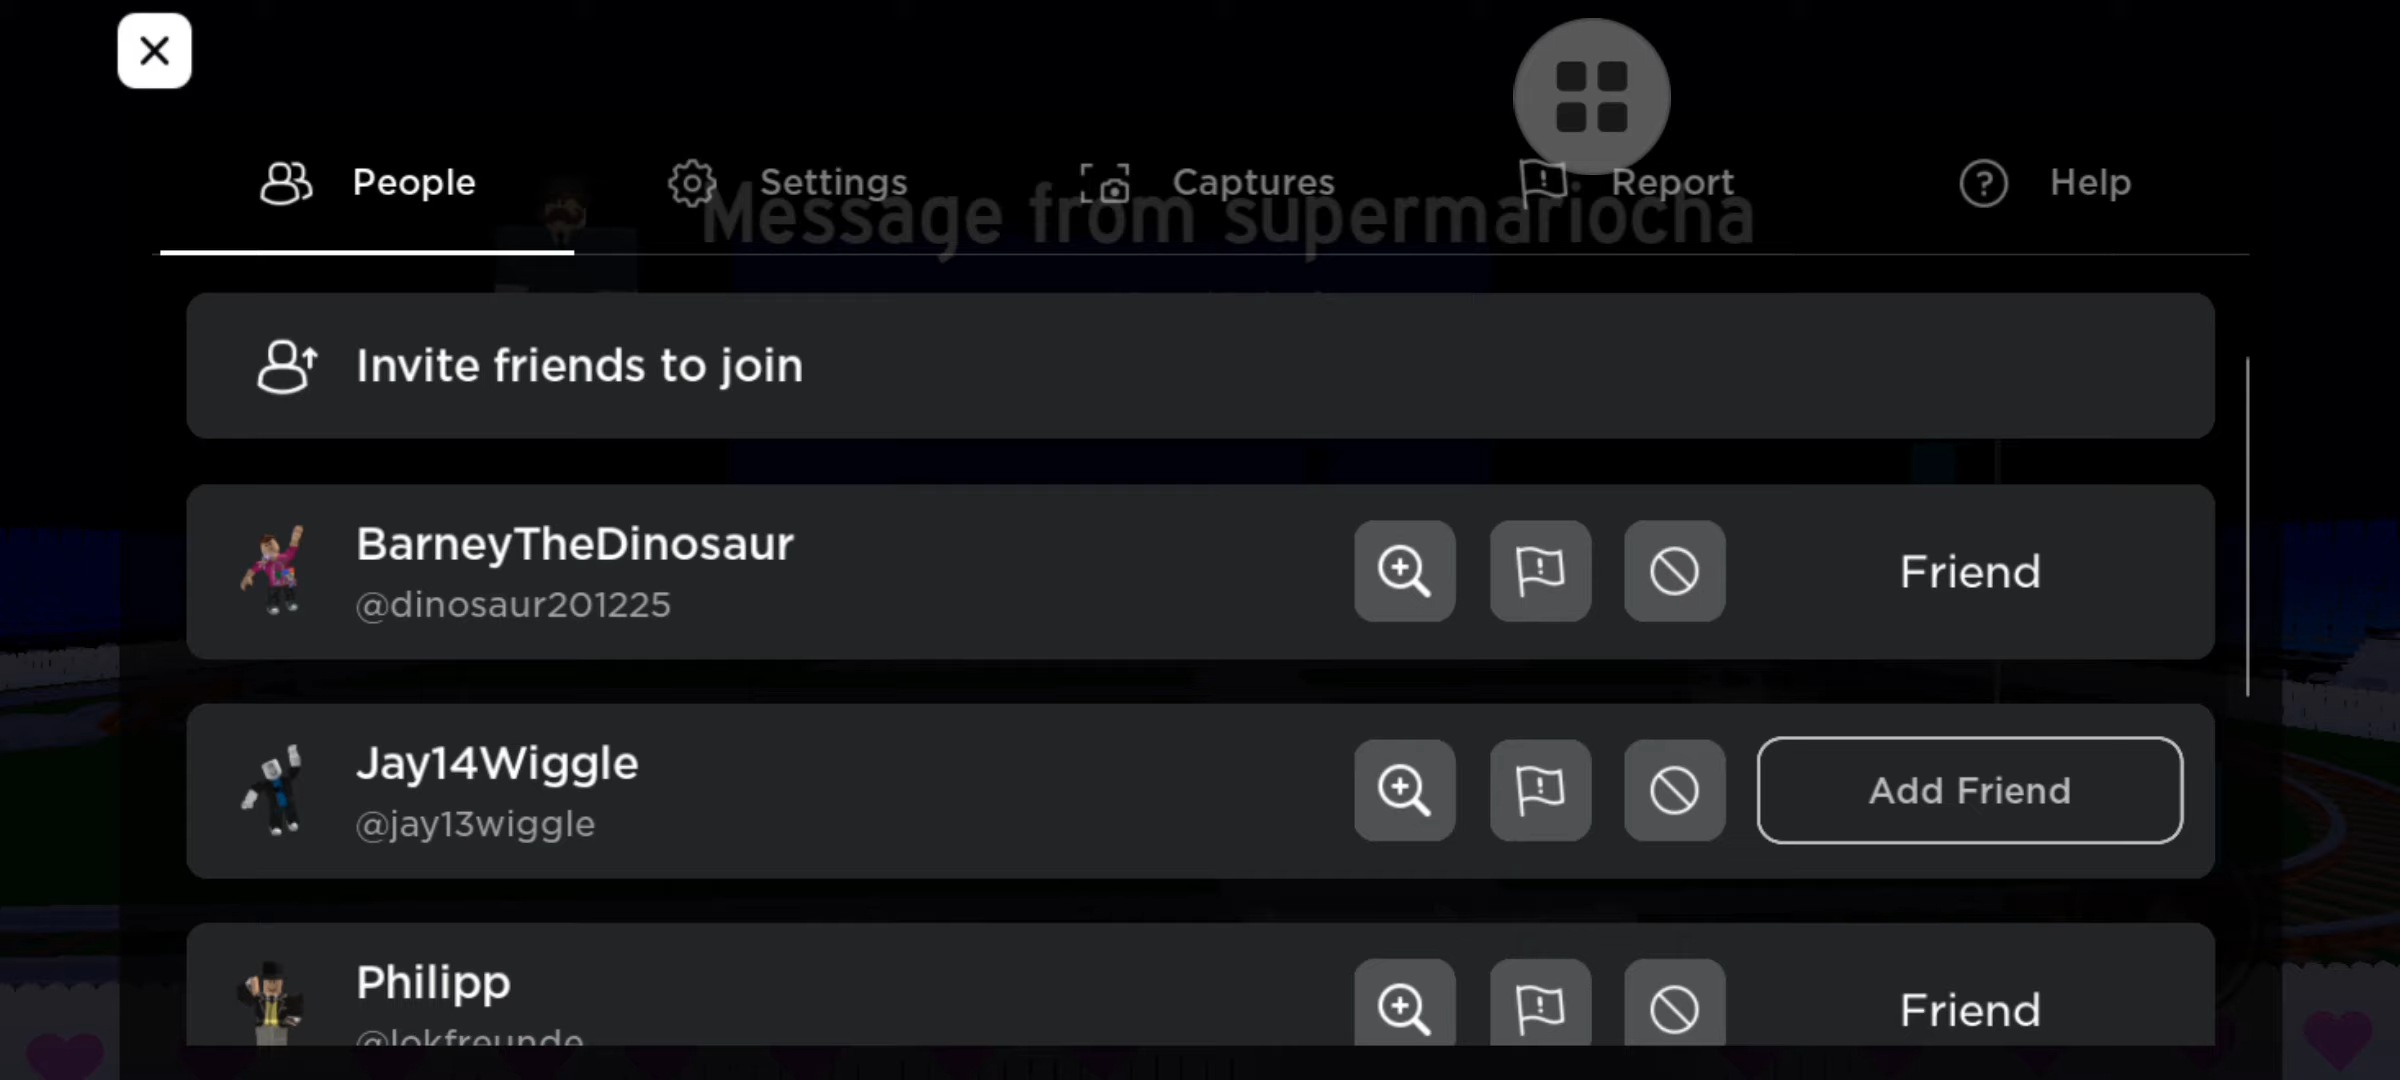 People
Settings
Captures
Report
Help
Message from supermariocha
Invite friends to join
BarneyTheDinosaur
@dinosaur201225
Friend
Jay14Wiggle
@jay13wiggle
Add Friend
Philipp
@lokfreunde
Friend